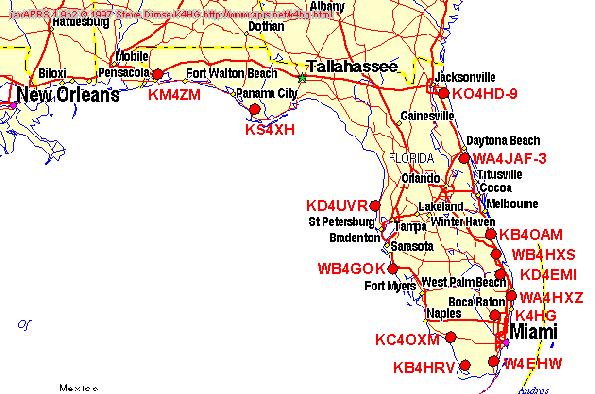 javAPRS 1.9b2 © 1997 Steve Dimse K4HG http://www.aprs.net/k4hg.html
Albany
Hattiesburg
Dothan
Mobile
Tallahassee
Biloxi
Pensacola
Fort Walton Beach
Jacksonville
New Orleans
KM4ZM
Panama City
KO4HD-9
KS4XH
Gainesville
Daytona Beach
FLORIDA
WA4JAF-3
Orlando
Titusville
Cocoa
KD4UVR
Lakeland
Melbourne
St Petersburg
Tampa
Winter Haven
Bradenton
KB4OAM
Sarasota
WB4HXS
WB4GOK
KD4EMI
Fort Myers
West Palm Beach
WA4HXZ
Boca Raton
Naples
K4HG
Of
Miami
KC4OXM
KB4HRV
W4EHW
Mexico
Andros